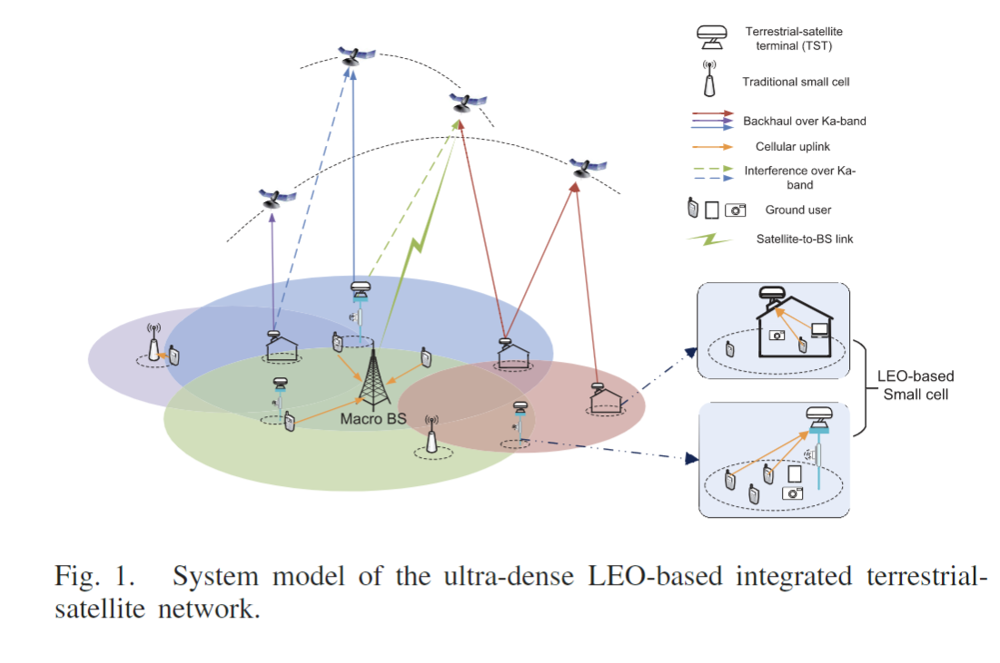 Terrestrial-satellite
terminal (TST)
Traditional small cell
Backhaul over Ka-band
Cellular uplink
Interference over Ka-
band
Ground user
Satellite-to-BS link
Macro BS
LEO-based
Small cell
Fig. 1. System model of the ultra-dense LEO-based integrated terrestrial-
satellite network.